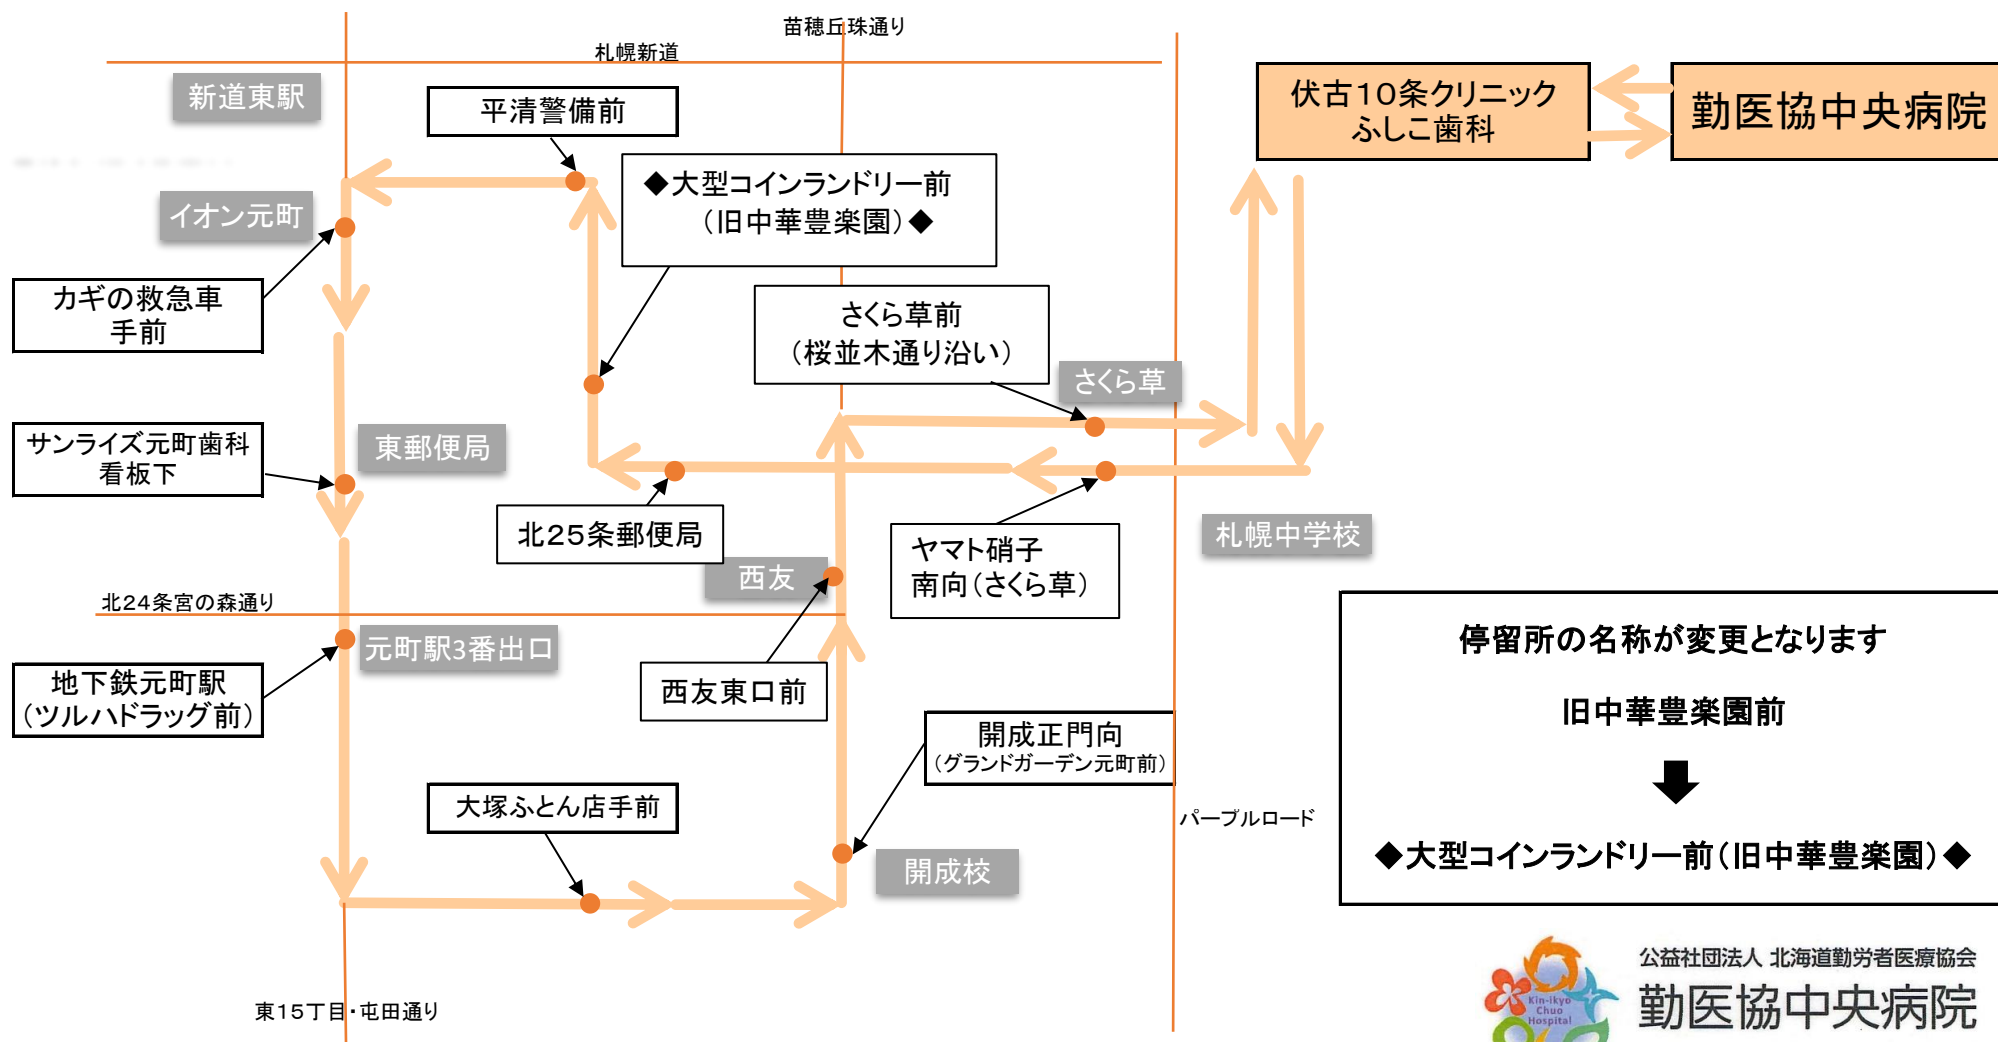 苗穂丘珠通り
札幌新道
新道東駅
平清警備前
伏古10条クリニック
ふしこ歯科
勤医協中央病院
◆大型コインランドリー前
(旧中華豊楽園)◆
イオン元町
カギの救急車
手前
さくら草前
(桜並木通り沿い)
さくら草
サンライズ元町歯科
看板下
東郵便局
北25条郵便局
ヤマト硝子
南向(さくら草)
札幌中学校
西友
北24条宮の森通り
元町駅3番出口
地下鉄元町駅
(ツルハドラッグ前)
西友東口前
停留所の名称が変更となります
旧中華豊楽園前
◆大型コインランドリー前(旧中華豊楽園)◆
開成正門向
(グランドガーデン元町前)
大塚ふとん店手前
パープルロード
開成校
東15丁目・屯田通り
Kin-ikyo
Chuo
Hospital
公益社団法人 北海道勤労者医療協会
勤医協中央病院